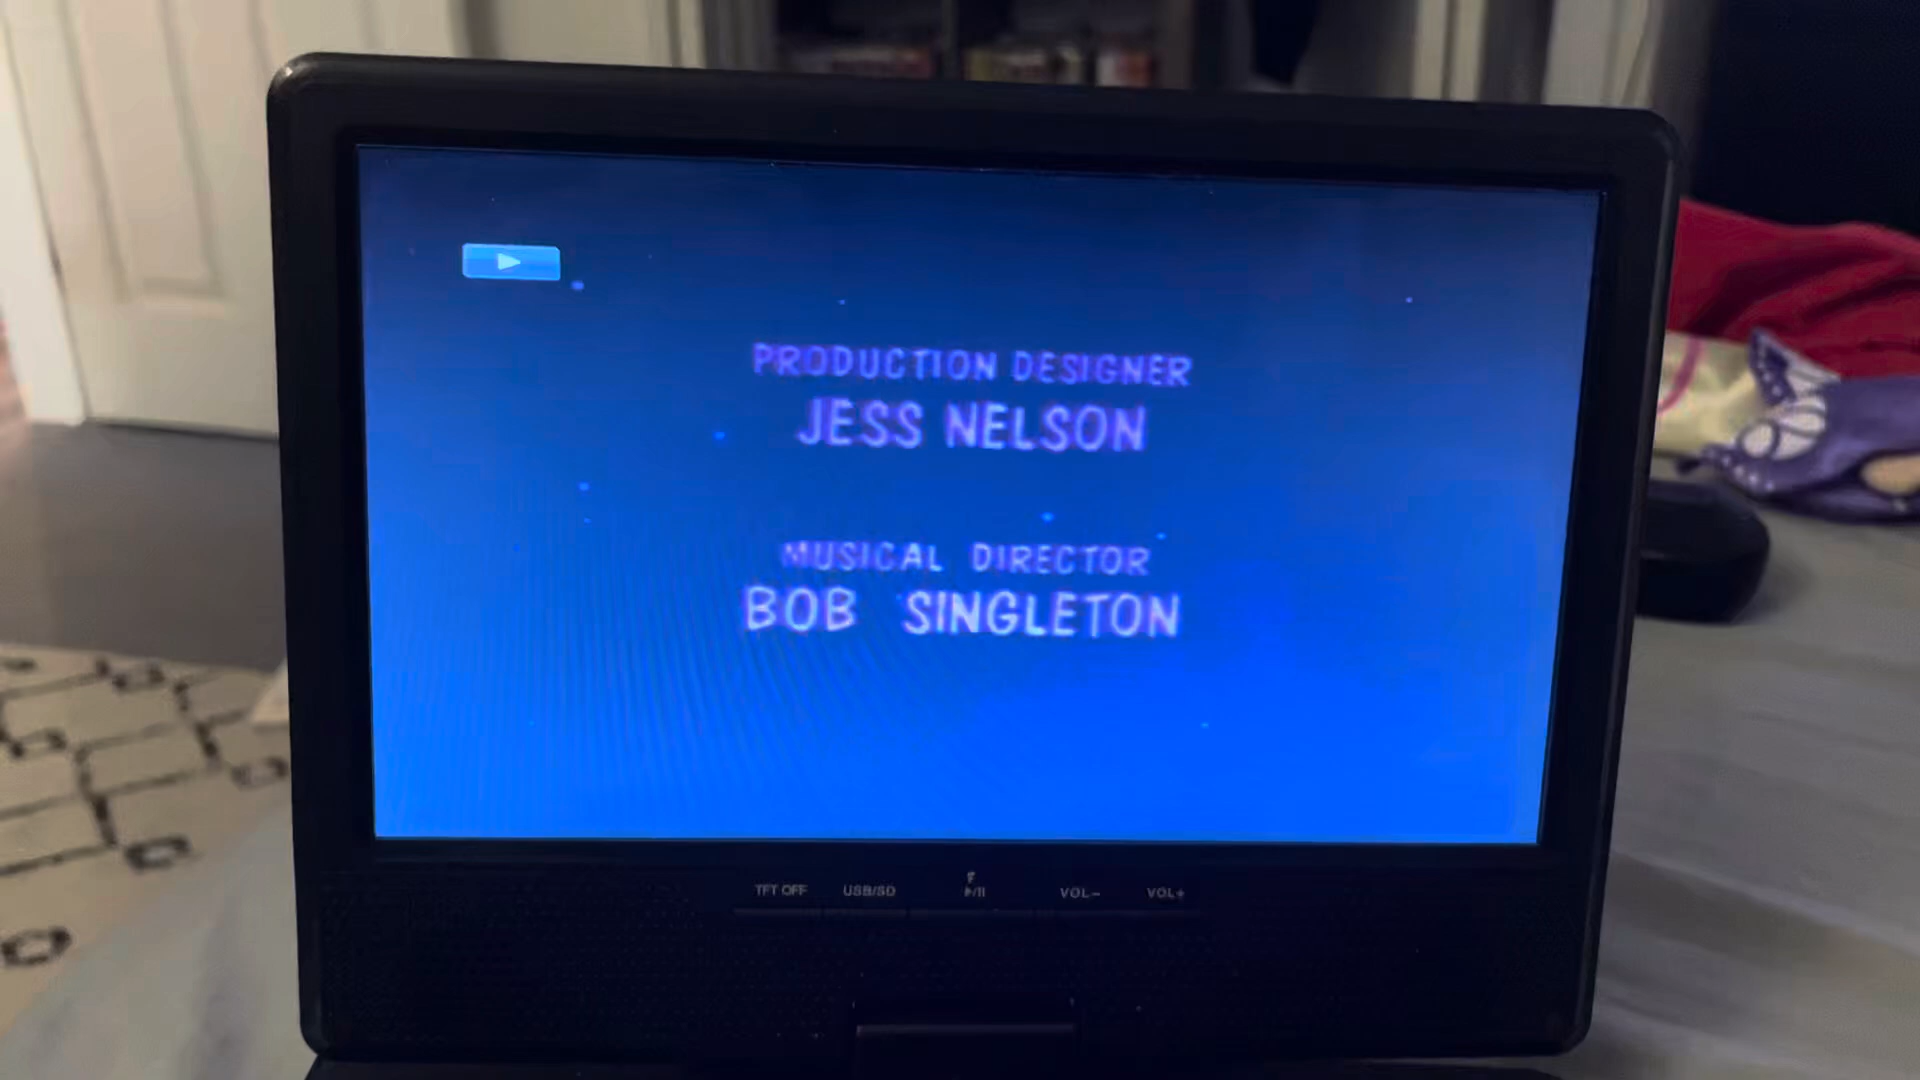 PRODUCTION DESIGNER
JESS NELSON
MUSICAL DIRECTOR
BOB SINGLETON
TFT OFF USB/SD VOL- VOL+